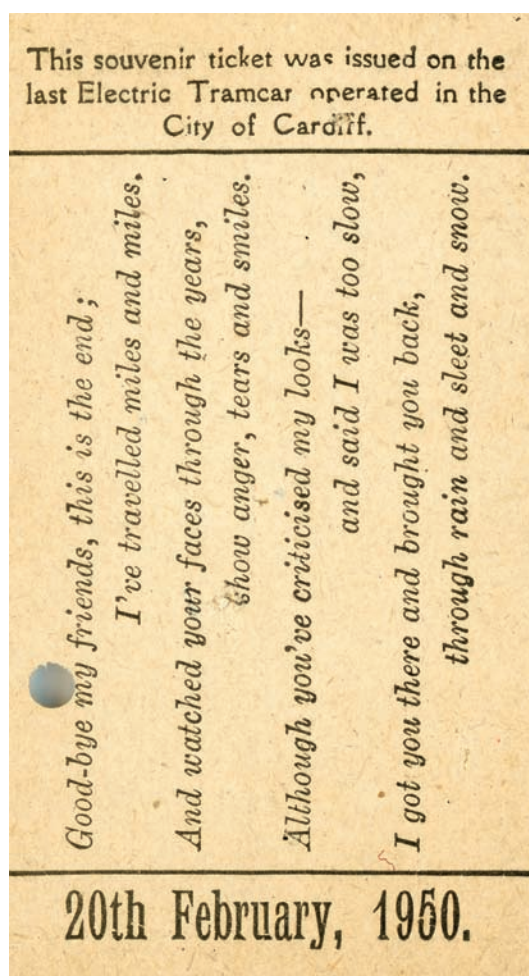 This souvenir ticket was issued on the
last Electric Tramcar operated in the
City of Cardiff.
Good-bye my friends, this is the end;
I've travelled miles and miles,
And watched your faces through the years,
show anger, tears and smiles.
Although you've criticised my looks—
and said I was too slow,
I got you there and brought you back,
through rain and sleet and snow.
20th February, 1950.